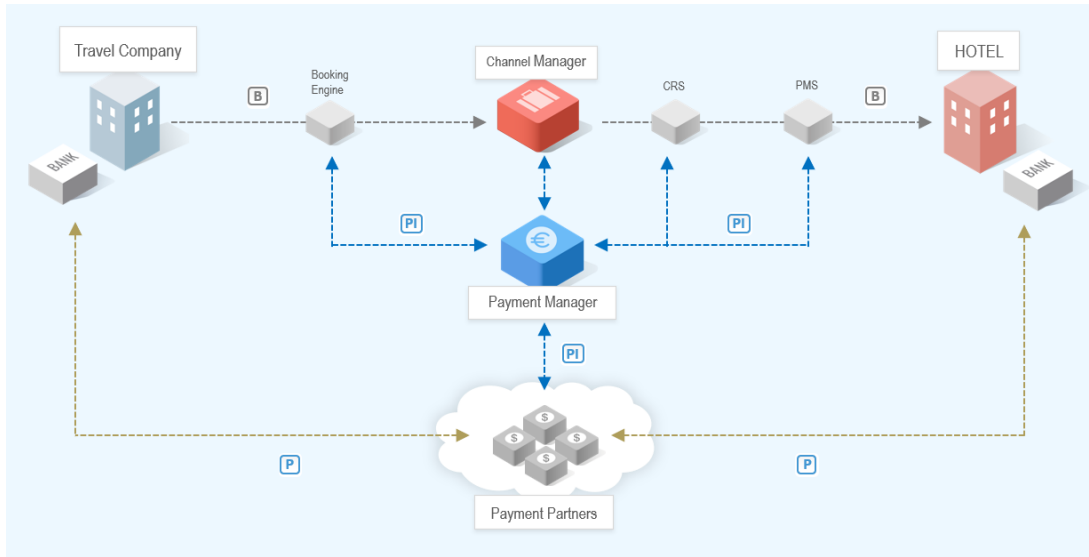 Travel Company
Channel Manager
HOTEL
Booking
Engine
CRS
PMS
B
B
BANK
BANK
PI
PI
€
Payment Manager
PI
$
$
$
$
P
P
Payment Partners